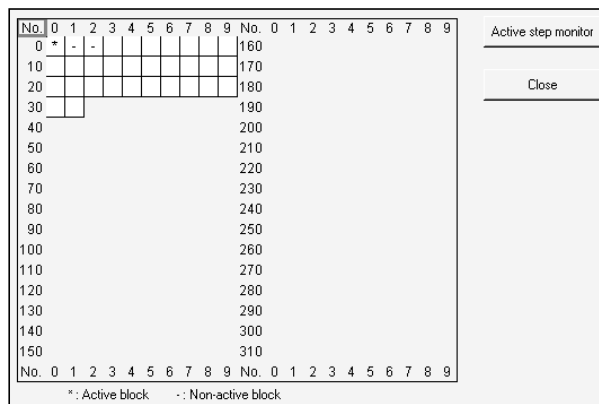 No. 0 1 2 3 4 5 6 7 8 9 No. 0 1 2 3 4 5 6 7 8 9
0 * - - 160
10 170
20 180
30 190
40 200
50 210
60 220
70 230
80 240
90 250
100 260
110 270
120 280
130 290
140 300
150 310
No. 0 1 2 3 4 5 6 7 8 9 No. 0 1 2 3 4 5 6 7 8 9
* : Active block - : Non-active block
Active step monitor
Close